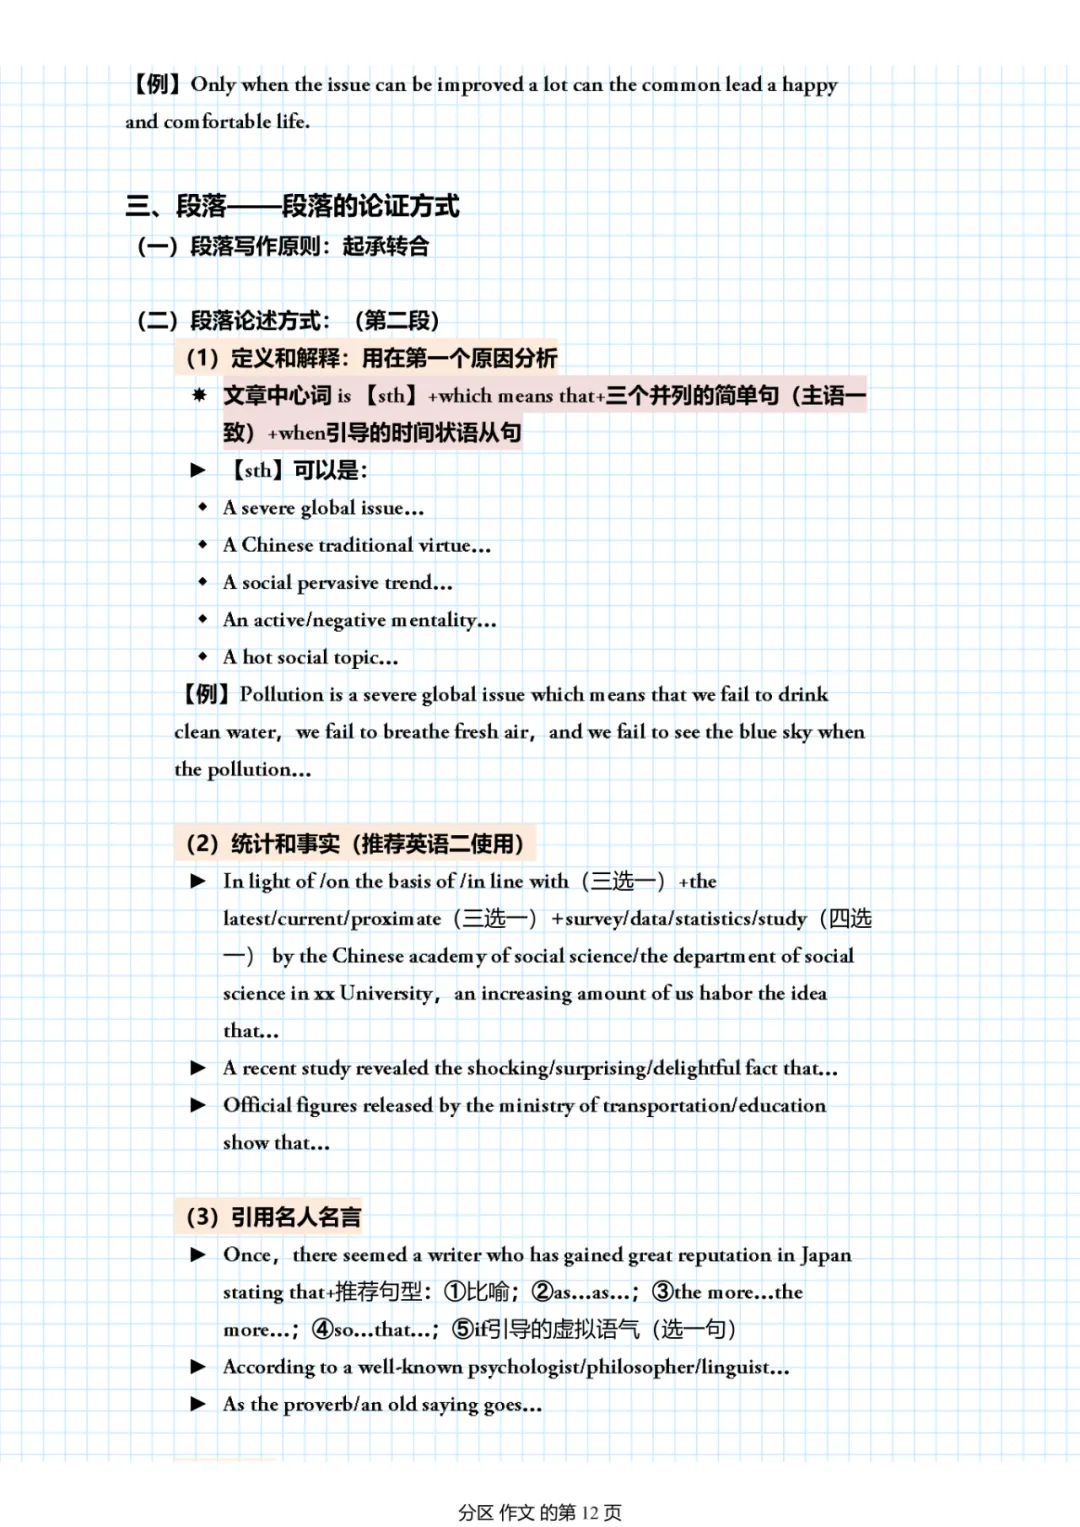 【例】Only when the issue can be improved a lot can the common lead a happy
and comfortable life.
三、段落——段落的论证方式
（一）段落写作原则：起承转合
（二）段落论述方式：（第二段）
（1）定义和解释：用在第一个原因分析
✸ 文章中心词 is 【sth】+which means that+三个并列的简单句（主语一
致）+when引导的时间状语从句
► 【sth】可以是：
◆ A severe global issue...
◆ A Chinese traditional virtue...
◆ A social pervasive trend...
◆ An active/negative mentality...
◆ A hot social topic...
【例】Pollution is a severe global issue which means that we fail to drink
clean water，we fail to breathe fresh air，and we fail to see the blue sky when
the pollution...
（2）统计和事实（推荐英语二使用）
► In light of /on the basis of /in line with（三选一）+the
latest/current/proximate（三选一）+survey/data/statistics/study（四选
一） by the Chinese academy of social science/the department of social
science in xx University，an increasing amount of us habor the idea
that...
► A recent study revealed the shocking/surprising/delightful fact that...
► Official figures released by the ministry of transportation/education
show that...
（3）引用名人名言
► Once，there seemed a writer who has gained great reputation in Japan
stating that+推荐句型：①比喻；②as...as...；③the more...the
more...；④so...that...；⑤if引导的虚拟语气（选一句）
► According to a well-known psychologist/philosopher/linguist...
► As the proverb/an old saying goes...
分区 作文 的第 12 页